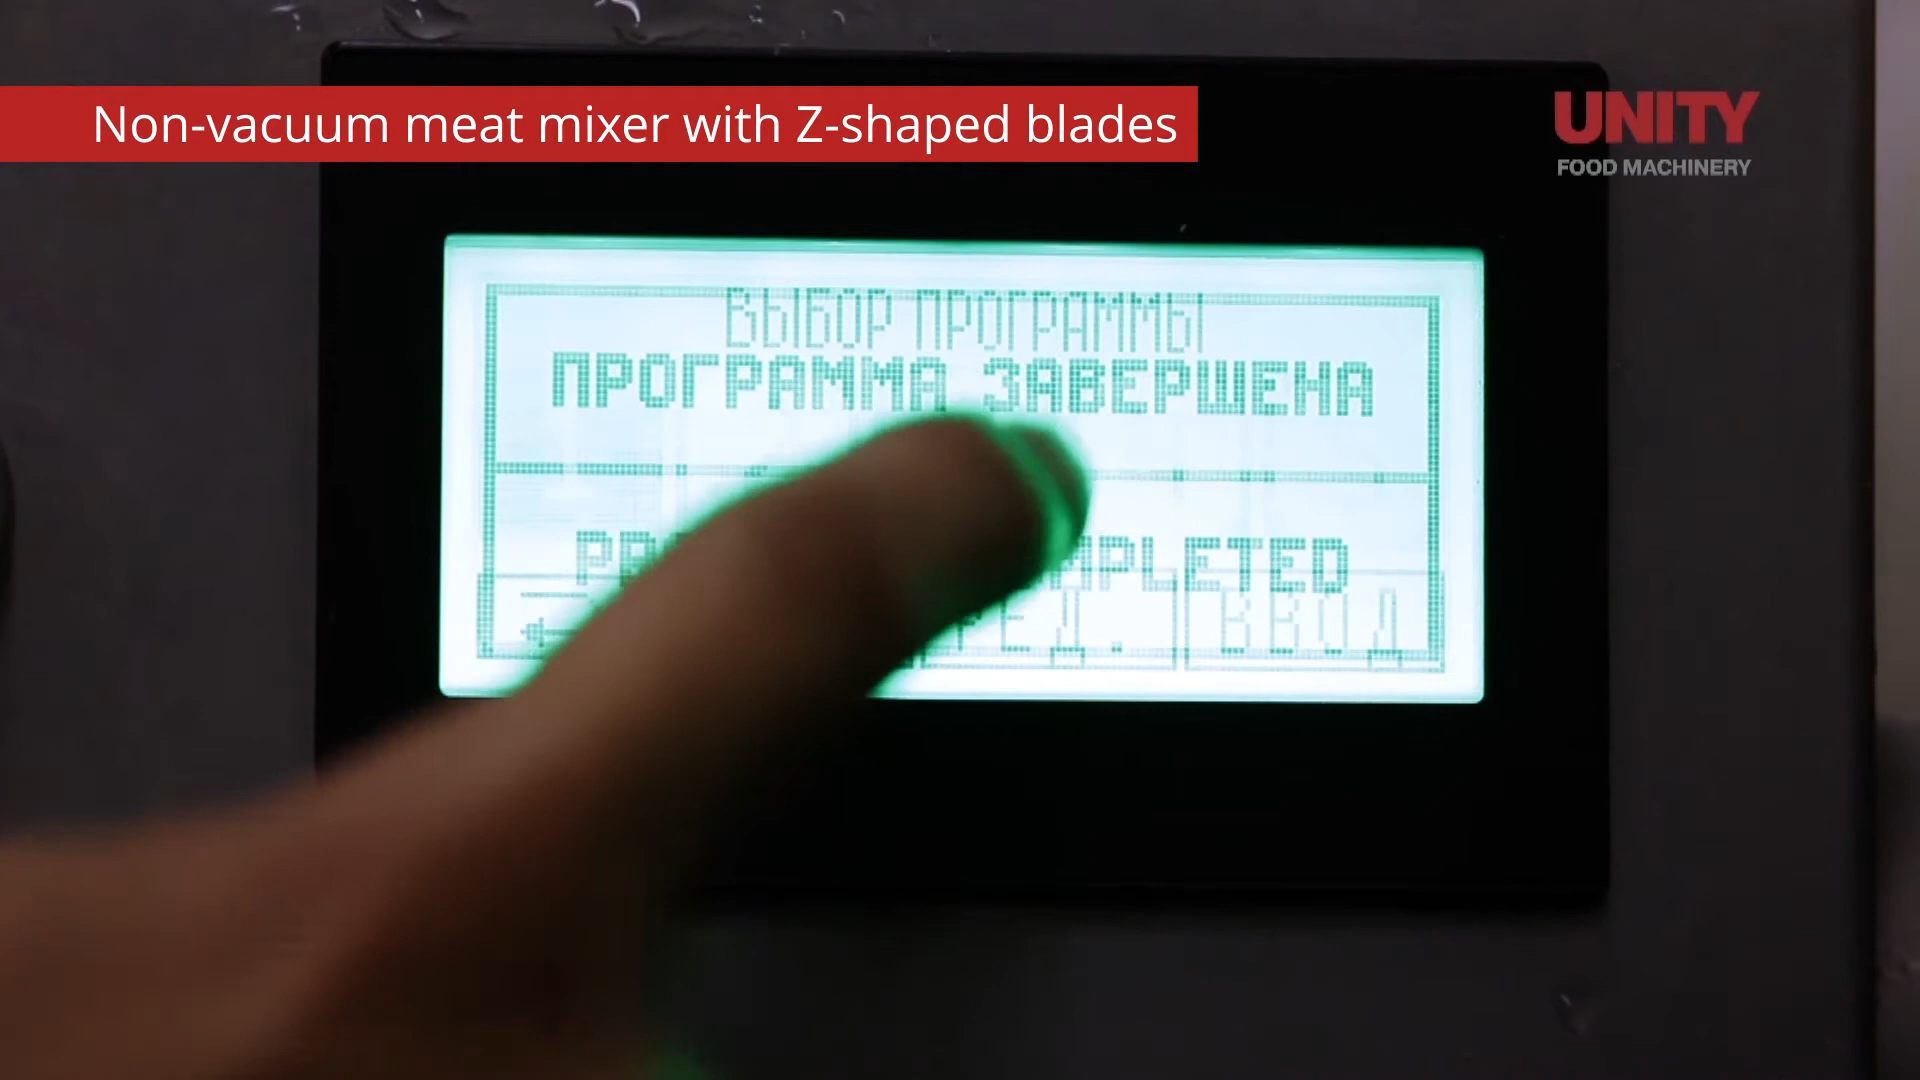 Non-vacuum meat mixer with Z-shaped blades
UNITY
FOOD MACHINERY
ВЫБОР ПРОГРАММЫ
ПРОГРАММА ЗАВЕРШЕНА
ВВОД